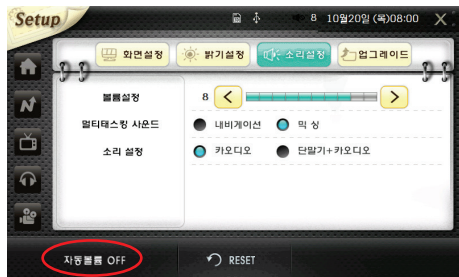 Setup 8 10월20일 (목)08:00 X
화면설정 밝기설정 소리설정 업그레이드
볼륨설정 8
멀티태스킹 사운드 내비게이션 믹 싱
소리 설정 카오디오 단말기+카오디오
자동볼륨 OFF RESET